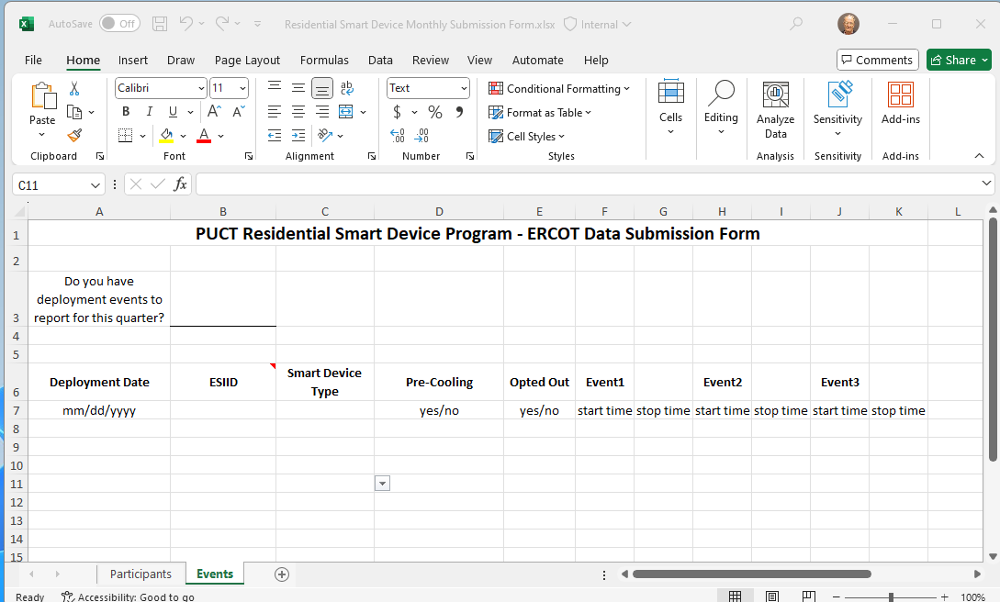 AutoSave Off Residential Smart Device Monthly Submission Form.xlsx Internal
File Home Insert Draw Page Layout Formulas Data Review View Automate Help Comments Share
Calibri 11 Text Conditional Formatting
Paste B I U $ % Format as Table Cells Editing Analyze Data Sensitivity Add-ins
Cell Styles
Clipboard Font Alignment Number Styles Analysis Sensitivity Add-ins
C11 fx
A B C D E F G H I J K L
1 PUCT Residential Smart Device Program - ERCOT Data Submission Form
2
Do you have
deployment events to
3 report for this quarter?
4
5
6 Deployment Date ESIID Smart Device Type Pre-Cooling Opted Out Event1 Event2 Event3
7 mm/dd/yyyy yes/no yes/no start time stop time start time stop time start time stop time
8
9
10
11
12
13
14
15
Participants Events
Ready Accessibility: Good to go 100%